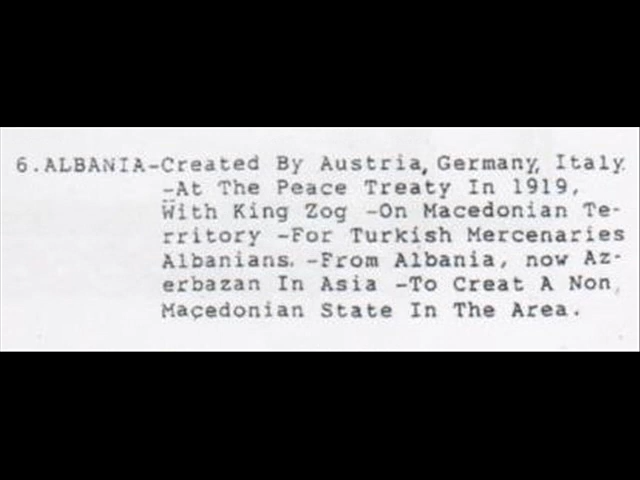 6.ALBANIA-Created By Austria, Germany, Italy.
-At The Peace Treaty In 1919,
With King Zog -On Macedonian Te-
rritory -For Turkish Mercenaries
Albanians. -From Albania, now Az-
erbazan In Asia -To Creat A Non,
Macedonian State In The Area.